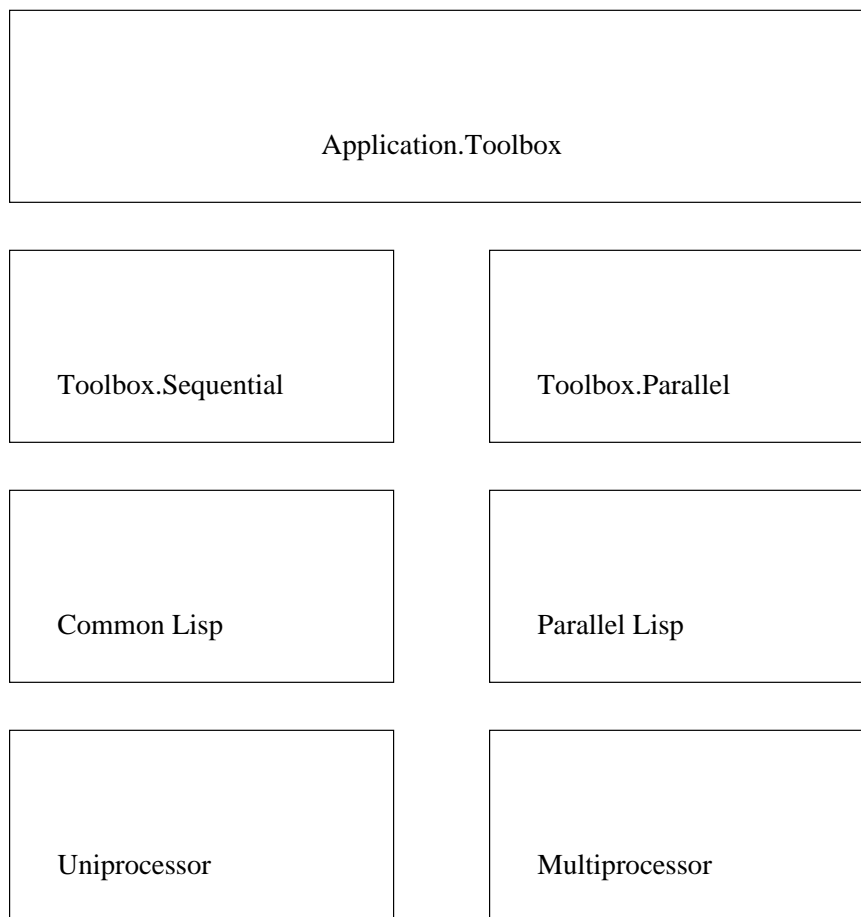 Application.Toolbox
Toolbox.Sequential
Toolbox.Parallel
Common Lisp
Parallel Lisp
Uniprocessor
Multiprocessor